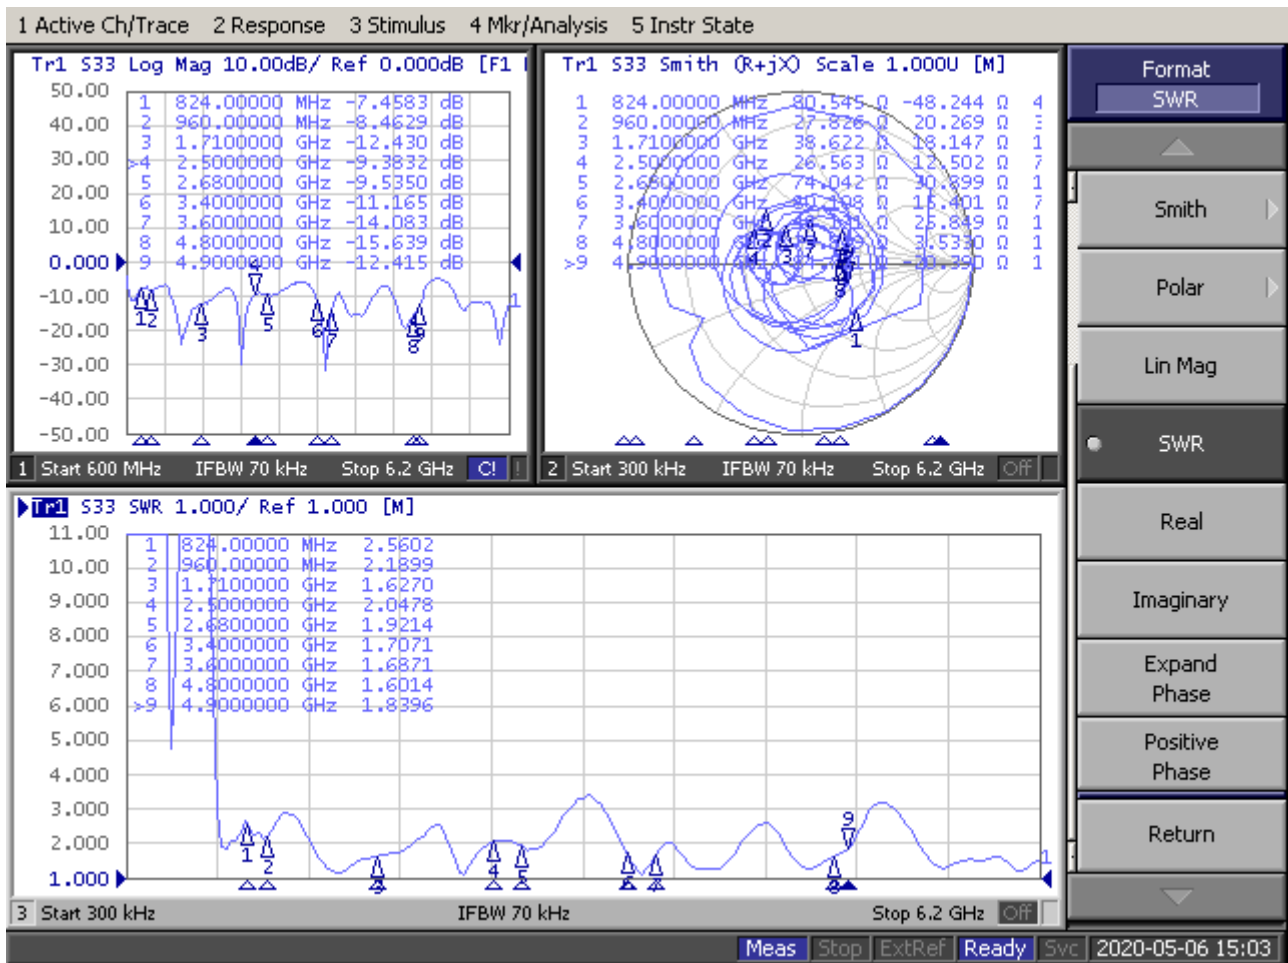 1 Active Ch/Trace 2 Response 3 Stimulus 4 Mkr/Analysis 5 Instr State
Tr1 S33 Log Mag 10.00dB/ Ref 0.000dB [F1
50.00
40.00
30.00
20.00
10.00
0.000
-10.00
-20.00
-30.00
-40.00
-50.00
1 824.00000 MHz -7.4583 dB
2 960.00000 MHz -8.4629 dB
3 1.7100000 GHz -12.430 dB
>4 2.5000000 GHz -9.3832 dB
5 2.6800000 GHz -9.5350 dB
6 3.4000000 GHz -11.165 dB
7 3.6000000 GHz -14.083 dB
8 4.8000000 GHz -15.639 dB
9 4.9000000 GHz -12.415 dB
1 Start 600 MHz IFBW 70 kHz Stop 6.2 GHz C! !
Tr1 S33 Smith (R+jX) Scale 1.000U [M]
1 824.00000 MHz 80.545 Ω -48.244 Ω 4
2 960.00000 MHz 27.826 Ω 20.269 Ω
3 1.7100000 GHz 38.622 Ω 18.147 Ω 1
4 2.5000000 GHz 26.563 Ω 12.502 Ω 7
5 2.6800000 GHz 74.042 Ω 30.899 Ω 1
6 3.4000000 GHz Ω 15.401 Ω 7
7 3.6000000 GHz Ω Ω 1
8 4.8000000 GHz Ω 3.5330 Ω 1
>9 4.9000000 GHz Ω Ω 1
2 Start 300 kHz IFBW 70 kHz Stop 6.2 GHz Off
Tr1 S33 SWR 1.000/ Ref 1.000 [M]
11.00
10.00
9.000
8.000
7.000
6.000
5.000
4.000
3.000
2.000
1.000
1 824.00000 MHz 2.5602
2 960.00000 MHz 2.1899
3 1.7100000 GHz 1.6270
4 2.5000000 GHz 2.0478
5 2.6800000 GHz 1.9214
6 3.4000000 GHz 1.7071
7 3.6000000 GHz 1.6871
8 4.8000000 GHz 1.6014
>9 4.9000000 GHz 1.8396
3 Start 300 kHz IFBW 70 kHz Stop 6.2 GHz Off
Format
SWR
Smith
Polar
Lin Mag
SWR
Real
Imaginary
Expand
Phase
Positive
Phase
Return
Meas Stop ExtRef Ready Svc 2020-05-06 15:03